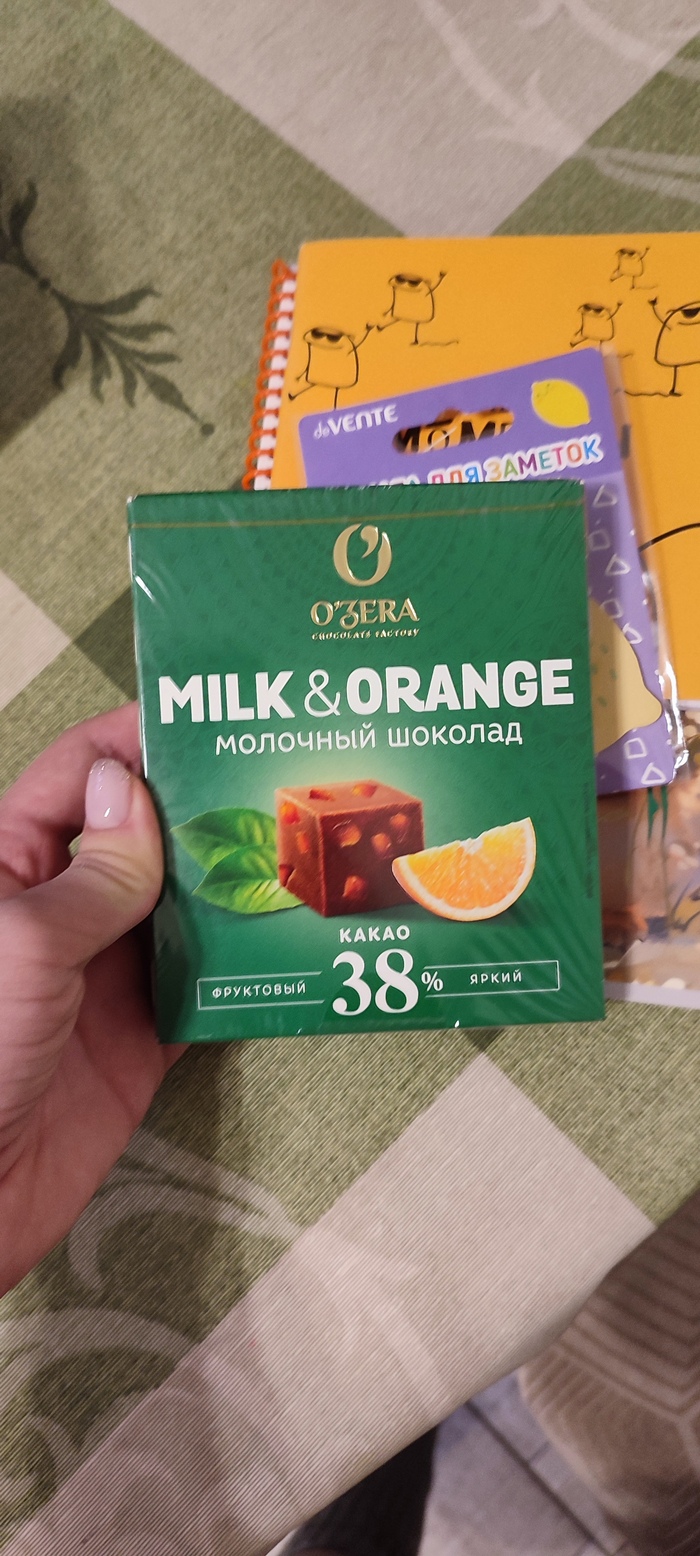 deVENTE
ДЛЯ ЗАМЕТОК
O'ZERA
CHOCOLATE FACTORY
MILK & ORANGE
молочный шоколад
КАКАО
38%
ФРУКТОВЫЙ
ЯРКИЙ